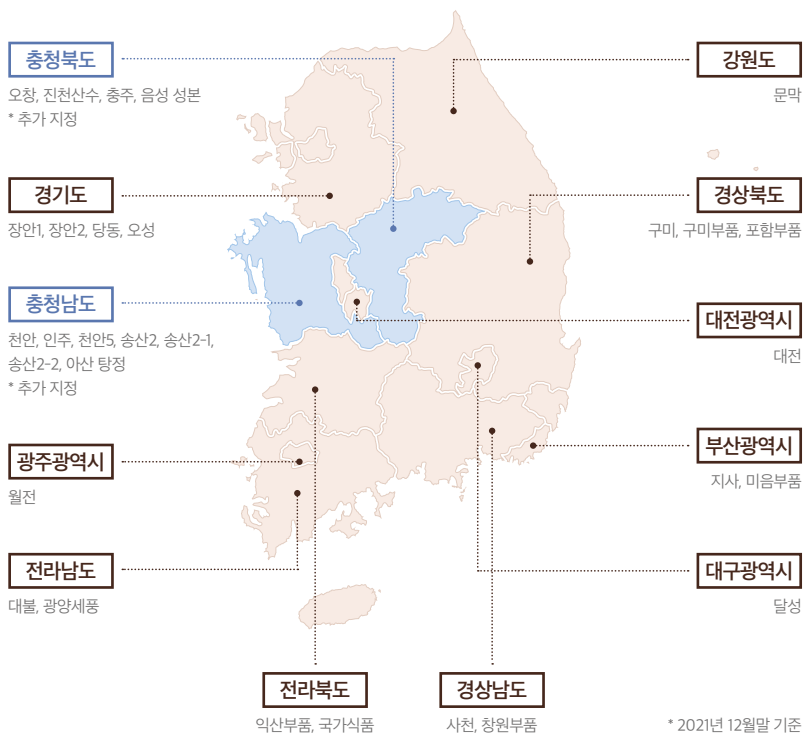 충청북도
오창, 진천산수, 충주, 음성 성본
* 추가 지정
경기도
장안1, 장안2, 당동, 오성
충청남도
천안, 인주, 천안5, 송산2, 송산2-1,
송산2-2, 아산 탕정
* 추가 지정
광주광역시
월전
전라남도
대불, 광양세풍
전라북도
익산부품, 국가식품
경상남도
사천, 창원부품
강원도
문막
경상북도
구미, 구미부품, 포함부품
대전광역시
대전
부산광역시
지사, 미음부품
대구광역시
달성
* 2021년 12월말 기준